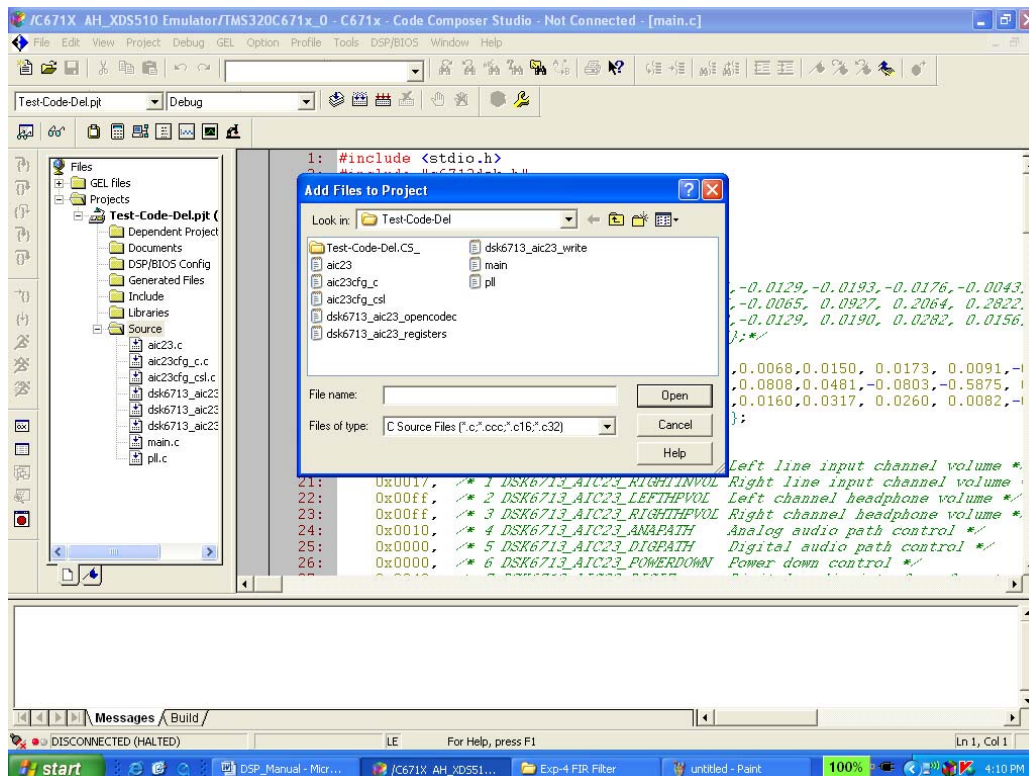 /C671X AH_XDS510 Emulator/TMS320C671x_0 - C671x - Code Composer Studio - Not Connected - [main.c]
File Edit View Project Debug GEL Option Profile Tools DSP/BIOS Window Help
Test-Code-Del.pjt Debug
Files
GEL files
Projects
Test-Code-Del.pjt (
Dependent Project
Documents
DSP/BIOS Config
Generated Files
Include
Libraries
Source
aic23.c
aic23cfg_c.c
aic23cfg_csl.c
dsk6713_aic23
dsk6713_aic23
dsk6713_aic23
main.c
pll.c
1: #include <stdio.h>
Add Files to Project
Look in: Test-Code-Del
Test-Code-Del.CS_
aic23
aic23cfg_c
aic23cfg_csl
dsk6713_aic23_opencodec
dsk6713_aic23_registers
dsk6713_aic23_write
main
pll
File name:
Open
Files of type: C Source Files (*.c;*.ccc;*.c16;*.c32)
Cancel
Help
,-0.0129,-0.0193,-0.0176,-0.0043,
,-0.0065, 0.0927, 0.2064, 0.2822
,-0.0129, 0.0190, 0.0282, 0.0156,
};*/
,0.0068,0.0150, 0.0173, 0.0091,-
,0.0808,0.0481,-0.0803,-0.5875,
,0.0160,0.0317, 0.0260, 0.0082,-
};
Left line input channel volume *
21: 0x0017, /* 1 DSK6713_AIC23_RIGHTINVOL Right line input channel volume
22: 0x00ff, /* 2 DSK6713_AIC23_LEFTHPVOL Left channel headphone volume */
23: 0x00ff, /* 3 DSK6713_AIC23_RIGHTHPVOL Right channel headphone volume */
24: 0x0010, /* 4 DSK6713_AIC23_ANAPATH Analog audio path control */
25: 0x0000, /* 5 DSK6713_AIC23_DIGPATH Digital audio path control */
26: 0x0000, /* 6 DSK6713_AIC23_POWERDOWN Power down control */
Messages Build
DISCONNECTED (HALTED) LE For Help, press F1 Ln 1, Col 1
start DSP_Manual - Micr... /C671X AH_XDS51... Exp-4 FIR Filter untitled - Paint 100% 4:10 PM